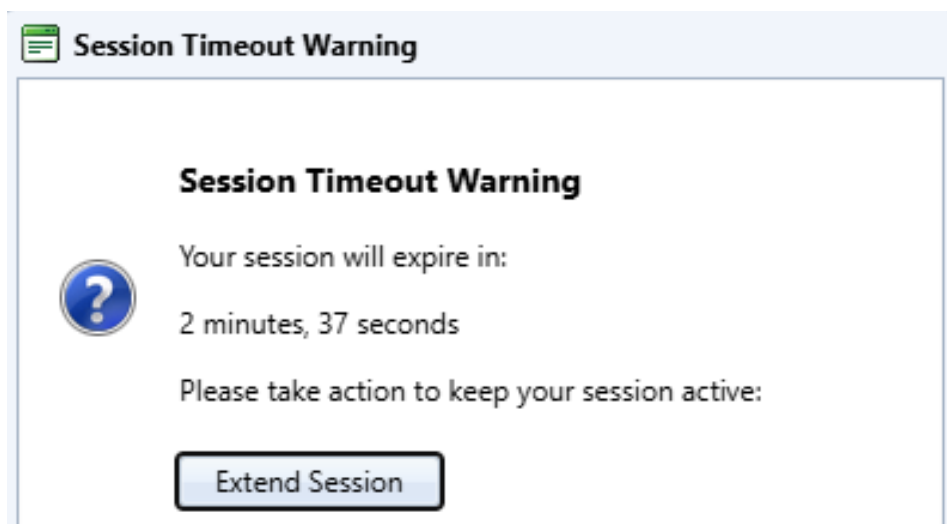 Session Timeout Warning
Session Timeout Warning
Your session will expire in:
2 minutes, 37 seconds
Please take action to keep your session active:
Extend Session